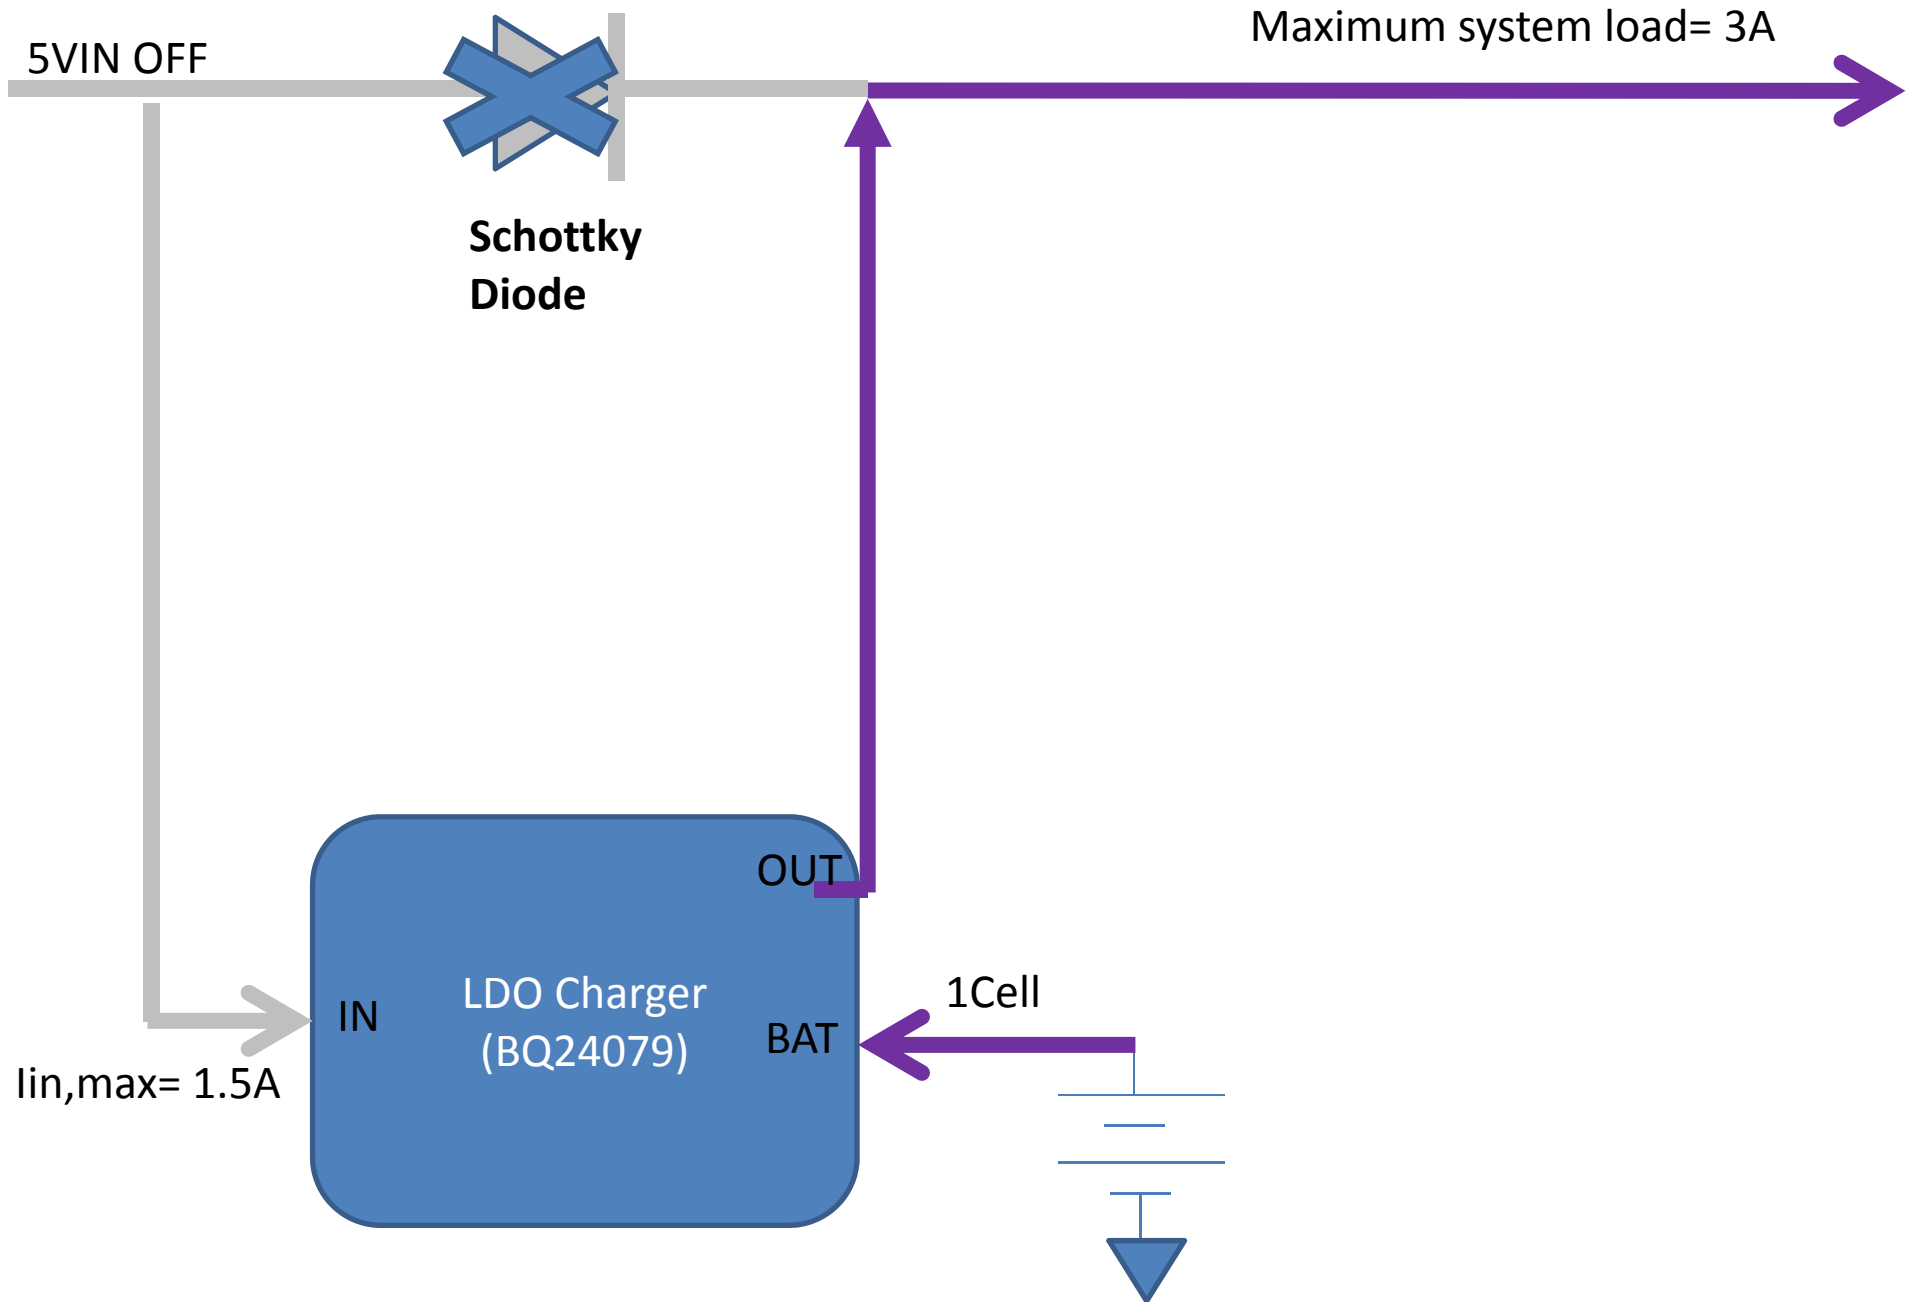 5VIN OFF
Maximum system load= 3A
Schottky
Diode
OUT
IN
LDO Charger
(BQ24079)
BAT
1Cell
Iin,max= 1.5A